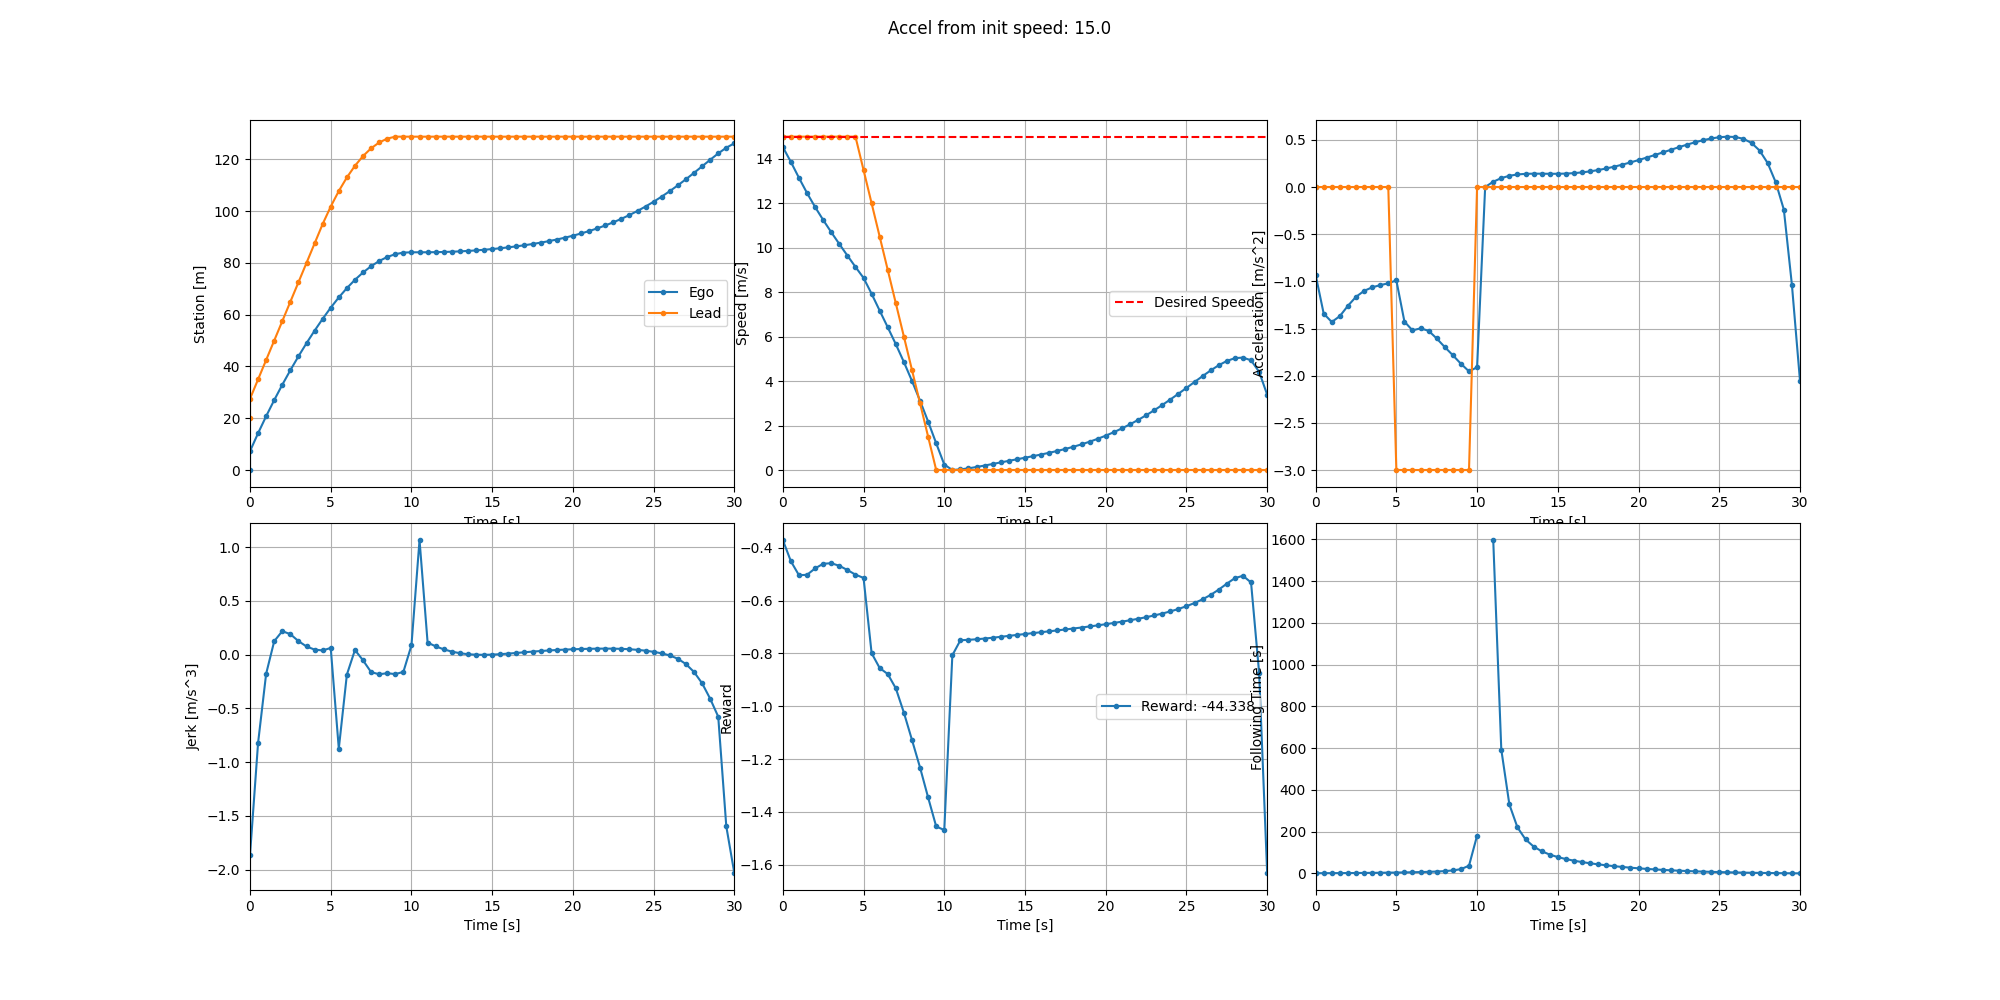 Accel from init speed: 15.0
Station [m]
120
100
80
60
40
20
0
Ego
Lead
0 5 10 15 20 25 30
Time [s]
Speed [m/s]
14
12
10
8
6
4
2
0
Desired Speed
0 5 10 15 20 25 30
Time [s]
Acceleration [m/s^2]
0.5
0.0
−0.5
−1.0
−1.5
−2.0
−2.5
−3.0
0 5 10 15 20 25 30
Time [s]
Jerk [m/s^3]
1.0
0.5
0.0
−0.5
−1.0
−1.5
−2.0
0 5 10 15 20 25 30
Time [s]
Reward
−0.4
−0.6
−0.8
−1.0
−1.2
−1.4
−1.6
Reward: -44.338
0 5 10 15 20 25 30
Time [s]
Following Time [s]
1600
1400
1200
1000
800
600
400
200
0
0 5 10 15 20 25 30
Time [s]